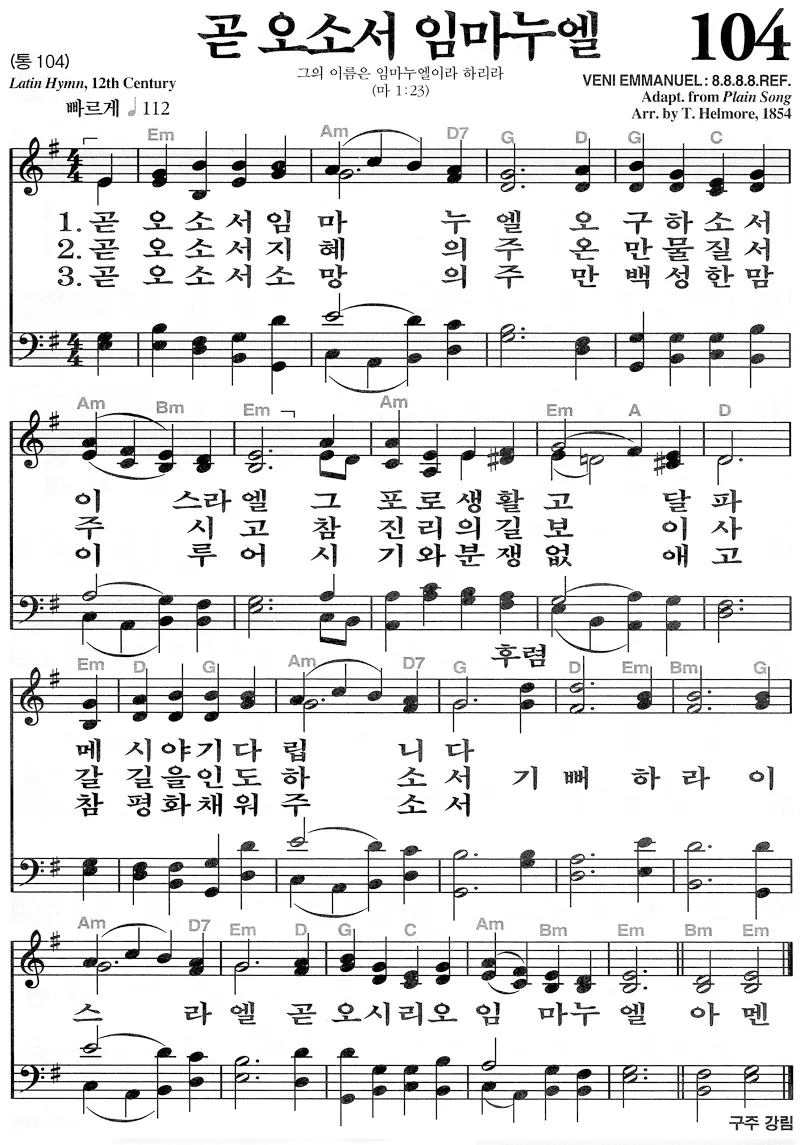 곧 오소서 임마누엘
104
(통 104)
Latin Hymn, 12th Century
빠르게 ♩ 112
그의 이름은 임마누엘이라 하리라
(마 1:23)
VENI EMMANUEL : 8.8.8.8.REF.
Adapt. from Plain Song
Arr. by T. Helmore, 1854
Em Am D7 G D G C
1. 곧 오 소 서 임 마 누 엘 오 구 하 소 서
2. 곧 오 소 서 지 혜 의 주 온 만 물 질 서
3. 곧 오 소 서 소 망 의 주 만 백 성 한 맘
Am Bm Em Am Em A D
이 스라 엘 그 포 로 생 활 고 달 파
주 시 고 참 진 리 의 길 보 이 사
이 루 어 시 기 와 분 쟁 없 애 고
후렴
Em D G Am D7 G D Em Bm G
메 시 야 기 다 립 니 다
갈 길 을 인 도 하 소 서 기 뻐 하 라 이
참 평 화 채 워 주 소 서
Am D7 Em D G C Am Bm Em Bm Em
스 라 엘 곧 오 시 리 오 임 마 누 엘 아 멘
구주 강림